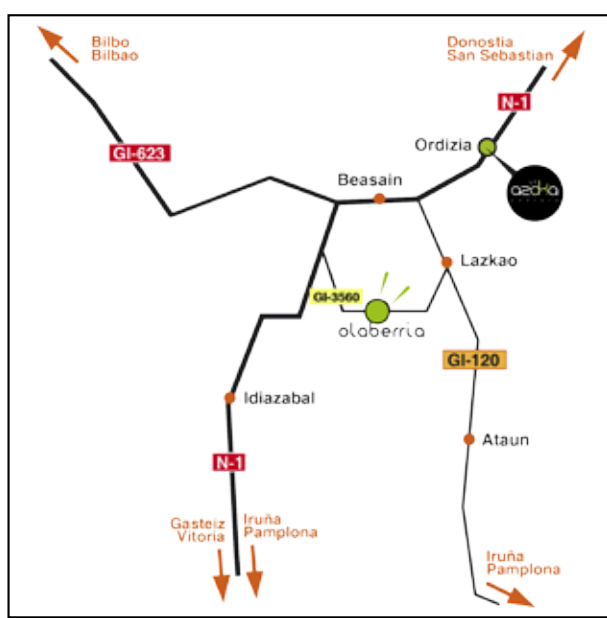 Bilbo
Bilbao
Donostia
San Sebastian
N-1
GI-623
Ordizia
Beasain
azoka
Lazkao
GI-3560
olaberria
GI-120
Idiazabal
Ataun
N-1
Gasteiz
Vitoria
Iruña
Pamplona
Iruña
Pamplona